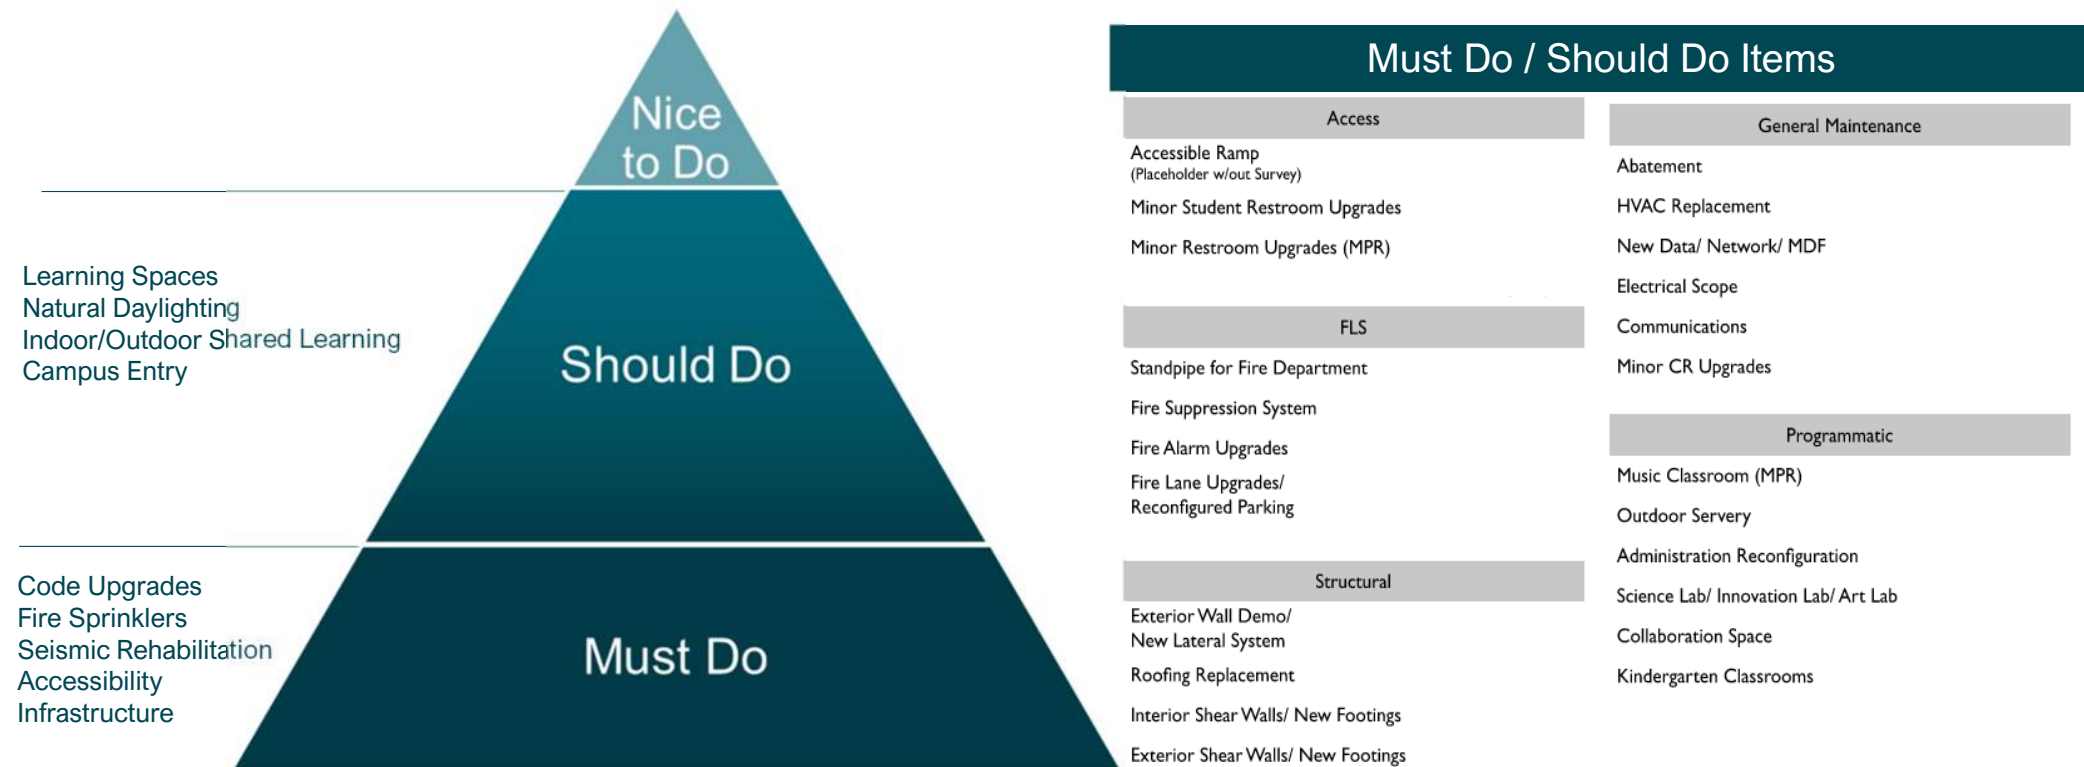 Nice
to Do
Learning Spaces
Natural Daylighting
Indoor/Outdoor Shared Learning
Campus Entry
Should Do
Code Upgrades
Fire Sprinklers
Seismic Rehabilitation
Accessibility
Infrastructure
Must Do
Must Do / Should Do Items
Access
Accessible Ramp
(Placeholder w/out Survey)
Minor Student Restroom Upgrades
Minor Restroom Upgrades (MPR)
FLS
Standpipe for Fire Department
Fire Suppression System
Fire Alarm Upgrades
Fire Lane Upgrades/
Reconfigured Parking
Structural
Exterior Wall Demo/
New Lateral System
Roofing Replacement
Interior Shear Walls/ New Footings
Exterior Shear Walls/ New Footings
General Maintenance
Abatement
HVAC Replacement
New Data/ Network/ MDF
Electrical Scope
Communications
Minor CR Upgrades
Programmatic
Music Classroom (MPR)
Outdoor Servery
Administration Reconfiguration
Science Lab/ Innovation Lab/ Art Lab
Collaboration Space
Kindergarten Classrooms